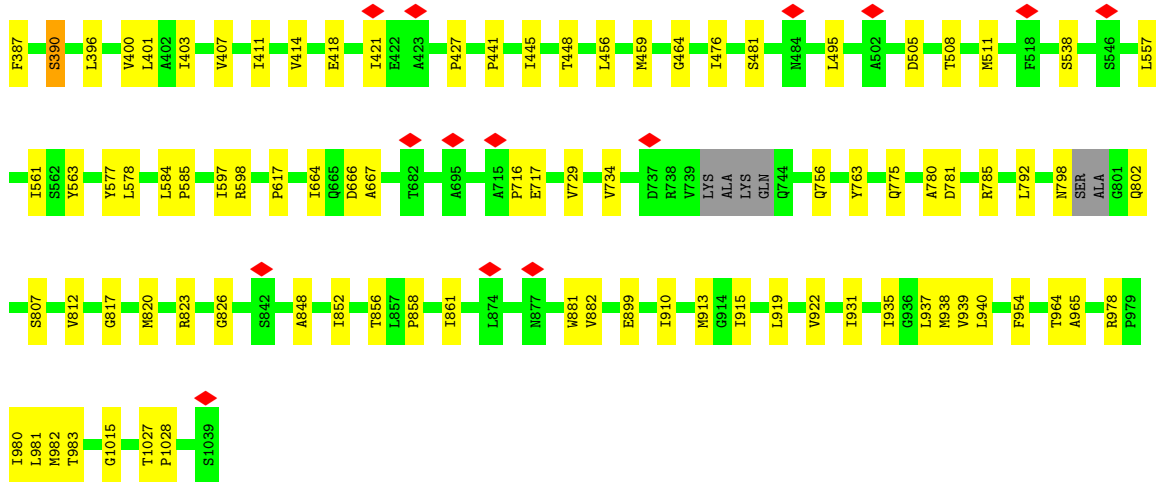 F387 S390 L396 V400 L401 A402 I403 V407 I411 V414 E418 I421 E422 A423 P427 P441 I445 T448 L456 M459 G464 I476 S481 N484 L495 A502 D505 T508 M511 F518 S538 S546 L557
I561 S562 Y563 Y577 L578 L584 P585 I597 R598 P617 I664 Q665 D666 A667 T682 A695 A715 P716 E717 V729 V734 D737 R738 V739 LYS ALA LYS GLN Q744 Q756 Y763 Q775 A780 D781 R785 L792 N798 SER ALA G801 Q802
S807 V812 G817 M820 R823 G826 S842 A848 I852 T856 L857 P858 I861 L874 N877 W881 V882 E899 I910 M913 G914 I915 L919 V922 I931 I935 G936 L937 M938 V939 L940 F954 T964 A965 R978 P979
I980 L981 M982 T983 G1015 T1027 P1028 S1039